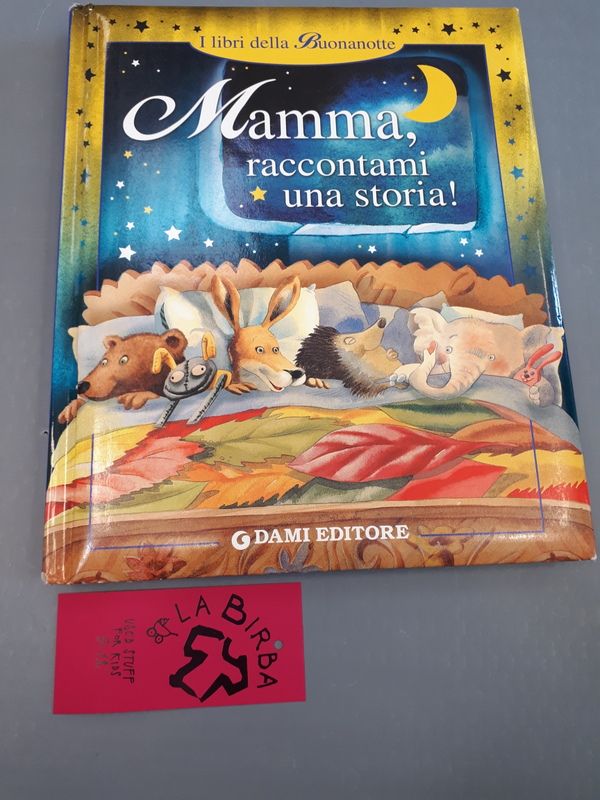 I libri della Buonanotte
Mamma,
raccontami
una storia!
DAMI EDITORE
LA BIRBA
USED STUFF
FOR KIDS